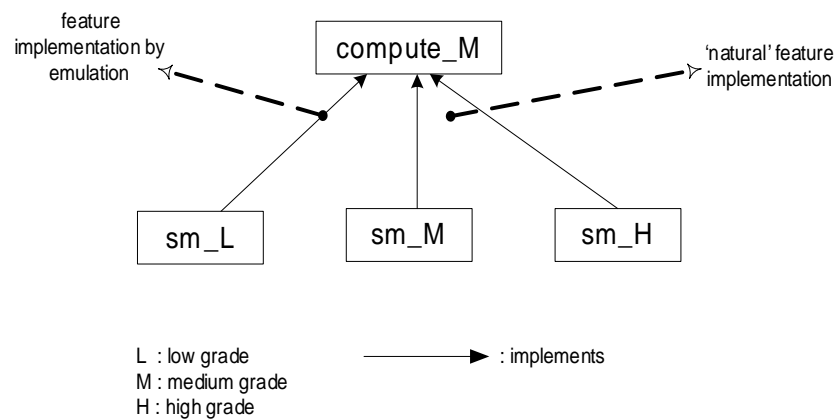 feature
implementation by
emulation
compute_M
‘natural’ feature
implementation
sm_L
sm_M
sm_H
L : low grade
M : medium grade
H : high grade
: implements